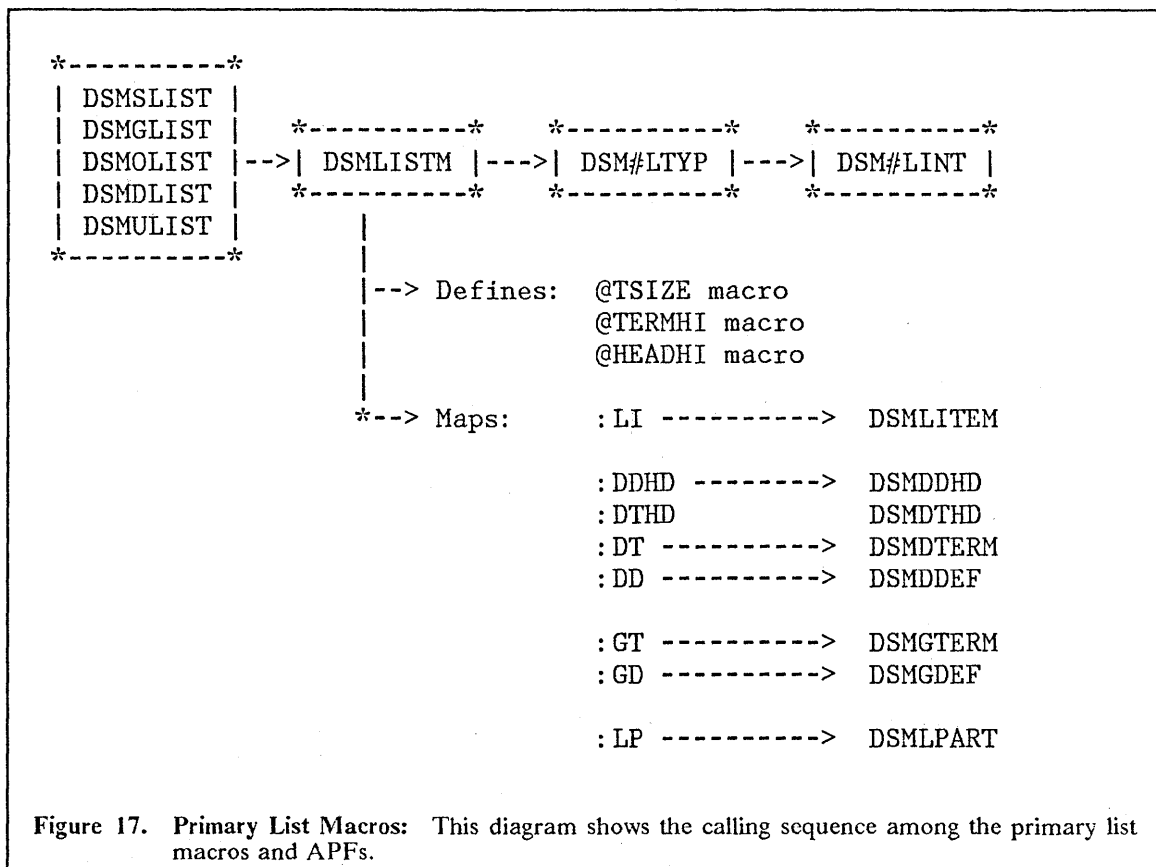 *----------*
| DSMSLIST |
| DSMGLIST |     *----------*     *----------*     *----------*
| DSMOLIST |-->| DSMLISTM |--->| DSM#LTYP |--->| DSM#LINT |
| DSMDLIST |     *----------*     *----------*     *----------*
| DSMULIST |
*----------*
|--> Defines: @TSIZE macro
@TERMHI macro
@HEADHI macro
*--> Maps: :LI ----------> DSMLITEM
:DDHD --------> DSMDDHD
:DTHD DSMDTHD
:DT ----------> DSMDTERM
:DD ----------> DSMDDEF
:GT ----------> DSMGTERM
:GD ----------> DSMGDEF
:LP ----------> DSMLPART
Figure 17. Primary List Macros: This diagram shows the calling sequence among the primary list
macros and APFs.